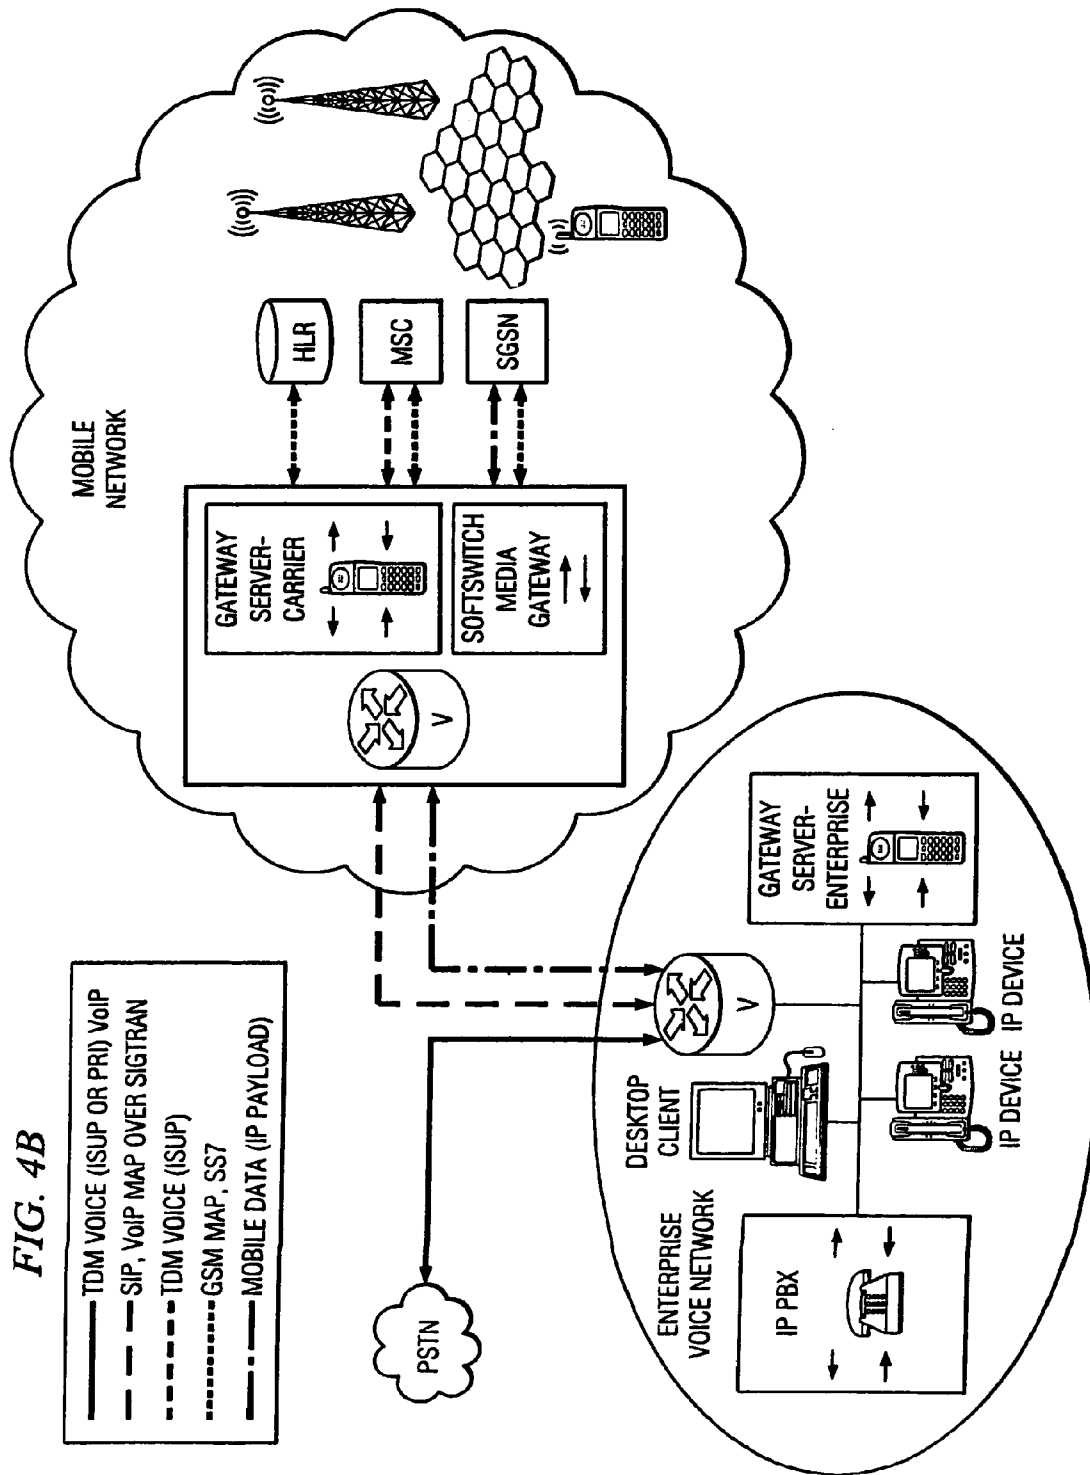 FIG. 4B
TDM VOICE (ISUP OR PRI) VoIP
SIP, VoIP MAP OVER SIGTRAN
TDM VOICE (ISUP)
GSM MAP, SS7
MOBILE DATA (IP PAYLOAD)
MOBILE
NETWORK
GATEWAY
SERVER-
CARRIER
SOFTSWITCH
MEDIA
GATEWAY
V
HLR
MSC
SGSN
PSTN
ENTERPRISE
VOICE NETWORK
IP PBX
DESKTOP
CLIENT
V
GATEWAY
SERVER-
ENTERPRISE
IP DEVICE
IP DEVICE